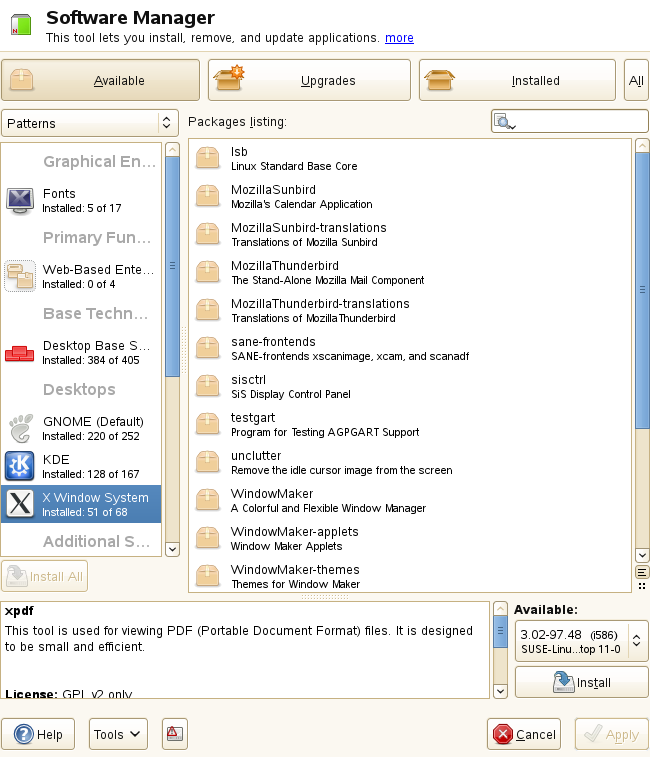 Software Manager
This tool lets you install, remove, and update applications. more
Available
Upgrades
Installed
All
Patterns
Packages listing:
Graphical En...
Fonts
Installed: 5 of 17
Primary Fun...
Web-Based Ente...
Installed: 0 of 4
Base Techn...
Desktop Base S...
Installed: 384 of 405
Desktops
GNOME (Default)
Installed: 220 of 252
KDE
Installed: 128 of 167
X Window System
Installed: 51 of 68
Additional S...
Install All
lsb
Linux Standard Base Core
MozillaSunbird
Mozilla's Calendar Application
MozillaSunbird-translations
Translations of Mozilla Sunbird
MozillaThunderbird
The Stand-Alone Mozilla Mail Component
MozillaThunderbird-translations
Translations of MozillaThunderbird
sane-frontends
SANE-frontends xscanimage, xcam, and scanadf
sisctrl
SiS Display Control Panel
testgart
Program for Testing AGPGART Support
unclutter
Remove the idle cursor image from the screen
WindowMaker
A Colorful and Flexible Window Manager
WindowMaker-applets
Window Maker Applets
WindowMaker-themes
Themes for Window Maker
xpdf
This tool is used for viewing PDF (Portable Document Format) files. It is designed
to be small and efficient.
License: GPL v2 only
Available:
3.02-97.48 (i586)
SUSE-Linu...top 11-0
Install
Help
Tools
Cancel
Apply